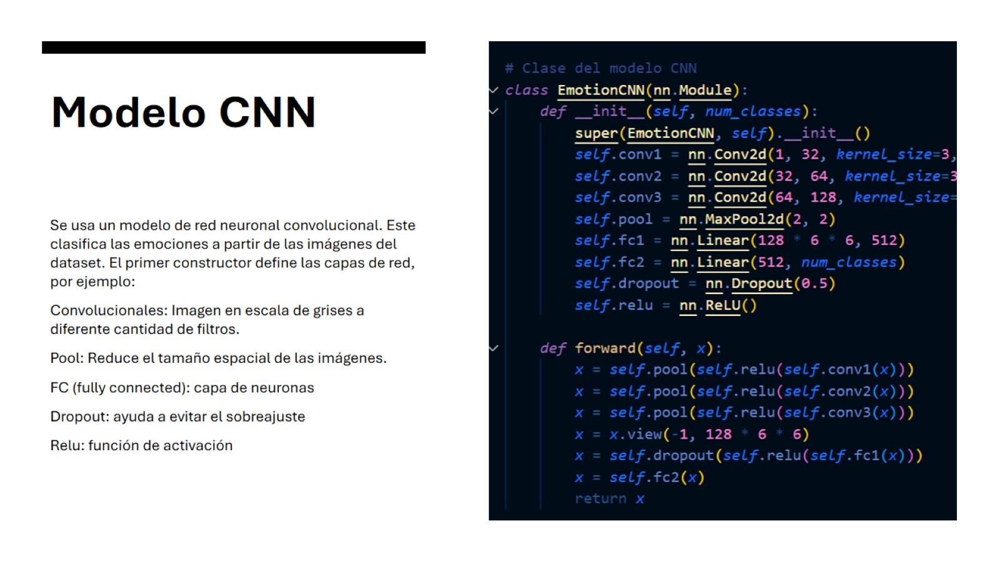 Modelo CNN
Se usa un modelo de red neuronal convolucional. Este
clasifica las emociones a partir de las imágenes del
dataset. El primer constructor define las capas de red,
por ejemplo:
Convolucionales: Imagen en escala de grises a
diferente cantidad de filtros.
Pool: Reduce el tamaño espacial de las imágenes.
FC (fully connected): capa de neuronas
Dropout: ayuda a evitar el sobreajuste
Relu: función de activación
# Clase del modelo CNN
class EmotionCNN(nn.Module):
def __init__(self, num_classes):
super(EmotionCNN, self).__init__()
self.conv1 = nn.Conv2d(1, 32, kernel_size=3,
self.conv2 = nn.Conv2d(32, 64, kernel_size=3
self.conv3 = nn.Conv2d(64, 128, kernel_size=
self.pool = nn.MaxPool2d(2, 2)
self.fc1 = nn.Linear(128 * 6 * 6, 512)
self.fc2 = nn.Linear(512, num_classes)
self.dropout = nn.Dropout(0.5)
self.relu = nn.ReLU()
def forward(self, x):
x = self.pool(self.relu(self.conv1(x)))
x = self.pool(self.relu(self.conv2(x)))
x = self.pool(self.relu(self.conv3(x)))
x = x.view(-1, 128 * 6 * 6)
x = self.dropout(self.relu(self.fc1(x)))
x = self.fc2(x)
return x